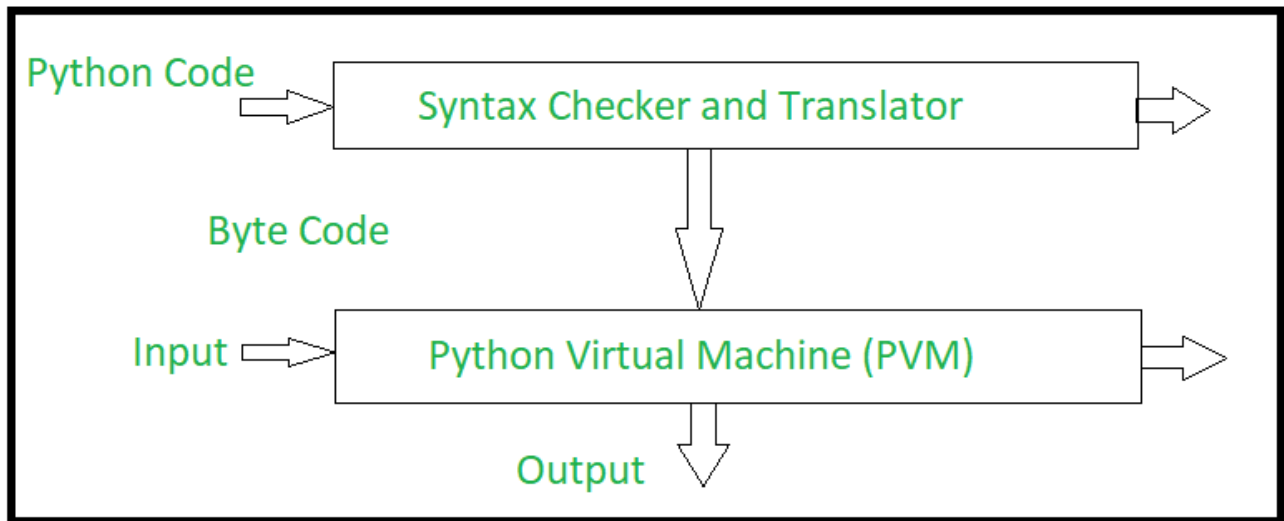 Python Code
Syntax Checker and Translator
Byte Code
Input
Python Virtual Machine (PVM)
Output